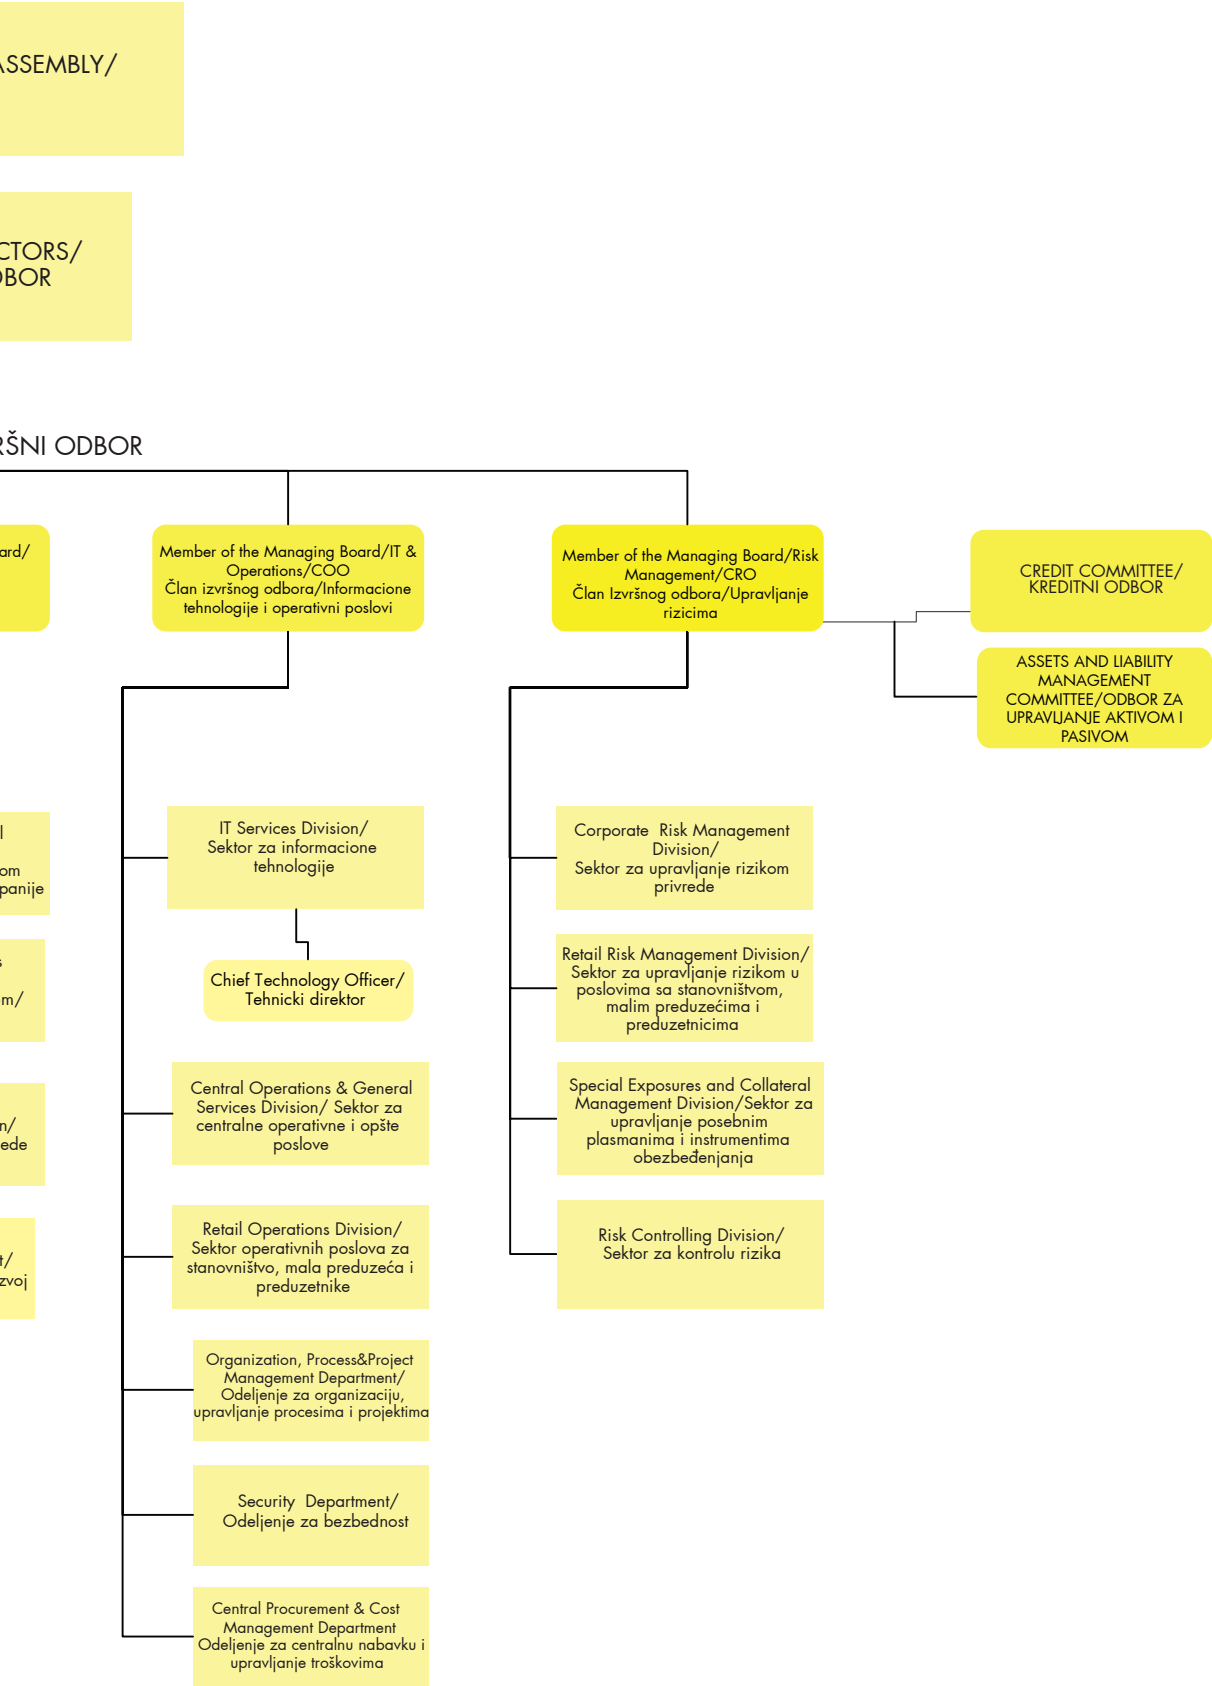 ASSEMBLY/
CTORS/
DBOR
RŠNI ODBOR
ard/
Member of the Managing Board/IT &
Operations/COO
Član izvršnog odbora/Informacione
tehnologije i operativni poslovi
Member of the Managing Board/Risk
Management/CRO
Član Izvršnog odbora/Upravljanje
rizicima
CREDIT COMMITTEE/
KREDITNI ODBOR
ASSETS AND LIABILITY
MANAGEMENT
COMMITTEE/ODBOR ZA
UPRAVLJANJE AKTIVOM I
PASIVOM
l
om
panije
s
m/
n/
ede
t/
zvoj
IT Services Division/
Sektor za informacione
tehnologije
Chief Technology Officer/
Tehnicki direktor
Central Operations & General
Services Division/ Sektor za
centralne operativne i opšte
poslove
Retail Operations Division/
Sektor operativnih poslova za
stanovništvo, mala preduzeća i
preduzetnike
Organization, Process&Project
Management Department/
Odeljenje za organizaciju,
upravljanje procesima i projektima
Security  Department/
Odeljenje za bezbednost
Central Procurement & Cost
Management Department
Odeljenje za centralnu nabavku i
upravljanje troškovima
Corporate  Risk Management
Division/
Sektor za upravljanje rizikom
privrede
Retail Risk Management Division/
Sektor za upravljanje rizikom u
poslovima sa stanovništvom,
malim preduzećima i
preduzetnicima
Special Exposures and Collateral
Management Division/Sektor za
upravljanje posebnim
plasmanima i instrumentima
obezbeđenjanja
Risk Controlling Division/
Sektor za kontrolu rizika